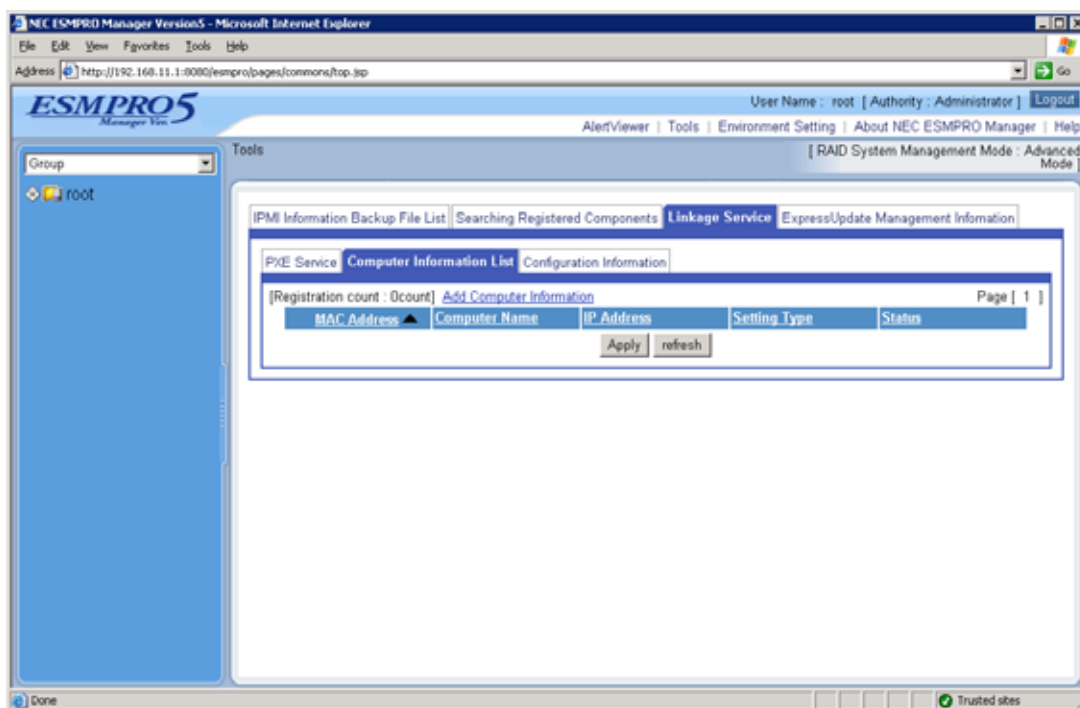 NEC ESMPRO Manager Version5 - Microsoft Internet Explorer
File Edit View Favorites Tools Help
Address http://192.168.11.1:8080/esmpro/pages/commons/top.jsp Go
ESMPRO5
Manager Ver.
User Name : root [ Authority : Administrator ] Logout
AlertViewer | Tools | Environment Setting | About NEC ESMPRO Manager | Help
Group
Tools
[ RAID System Management Mode : Advanced
Mode ]
root
IPMI Information Backup File List Searching Registered Components Linkage Service ExpressUpdate Management Infomation
PXE Service Computer Information List Configuration Information
[Registration count : 0count] Add Computer Information Page [ 1 ]
MAC Address Computer Name IP Address Setting Type Status
Apply refresh
Done Trusted sites